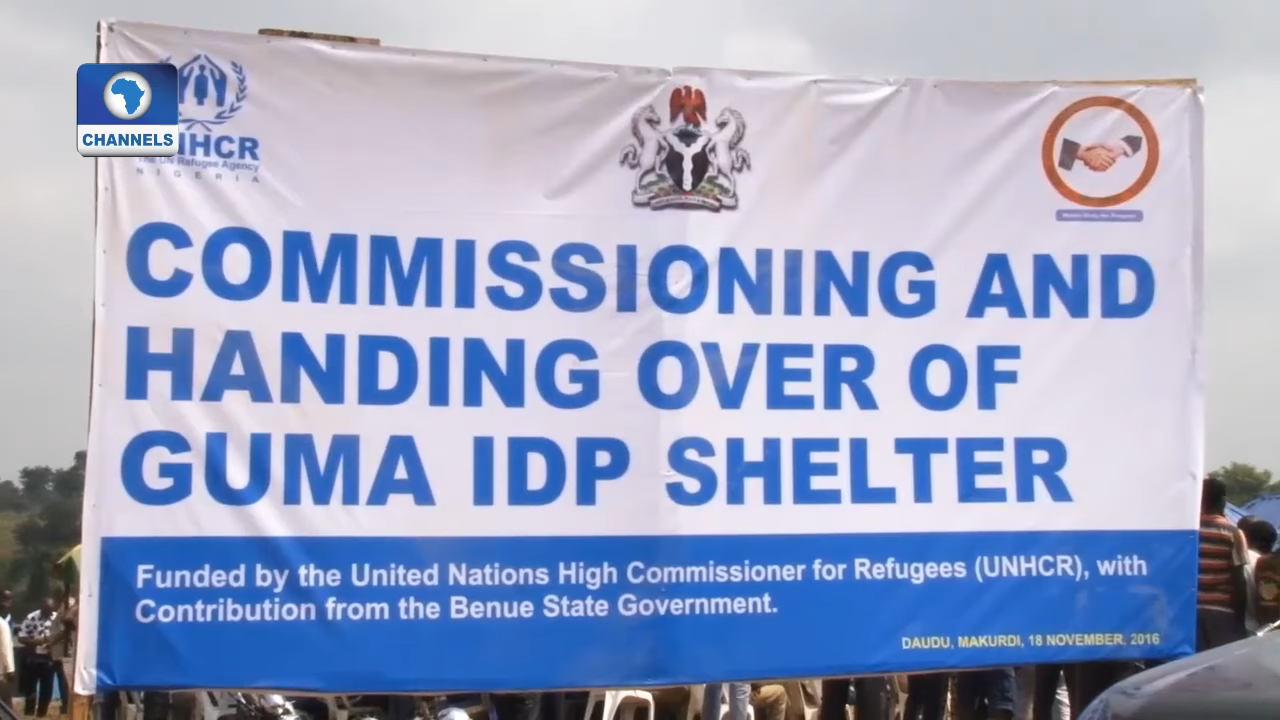 CHANNELS
NHCR
The UN Refugee Agency
NIGERIA
COMMISSIONING AND
HANDING OVER OF
GUMA IDP SHELTER
Funded by the United Nations High Commissioner for Refugees (UNHCR), with
Contribution from the Benue State Government.
DAUDU, MAKURDI, 18 NOVEMBER, 2016